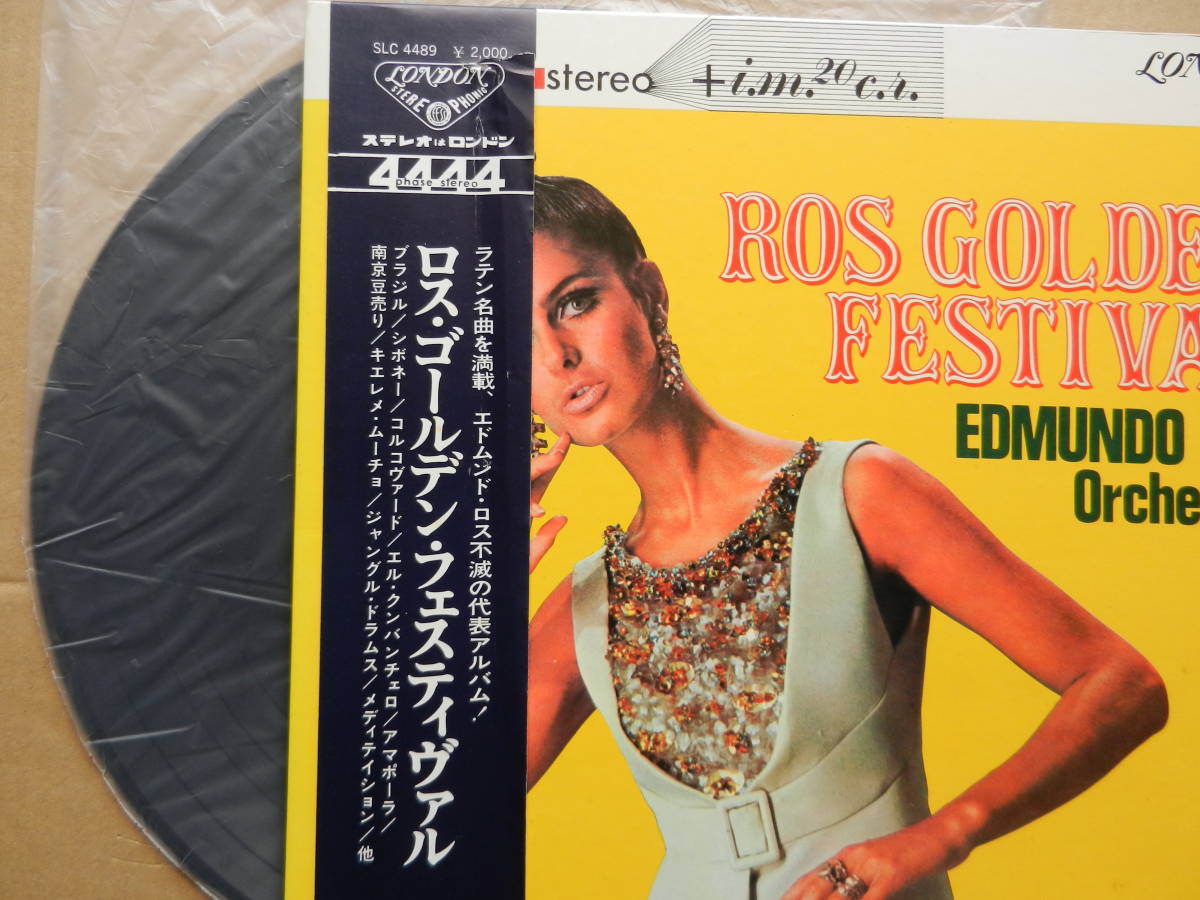 SLC 4489 ¥ 2,000
LONDON
STEREOPHONIC
ffss
ステレオはロンドン
4444
phase stereo
ラテン名曲を満載、エドムンド・ロス不滅の代表アルバム!
ロス・ゴールデン・フェスティヴァル
ブラジル/シボネー/コルコヴァード/エル・クンバンチェロ/アマポーラ/
南京豆売り/キエレメ・ムーチョ/ジャングル・ドラムス/メディテイション/他
stereo +i.m.20c.r.
LON
ROS GOLDE
FESTIVA
EDMUNDO
Orche